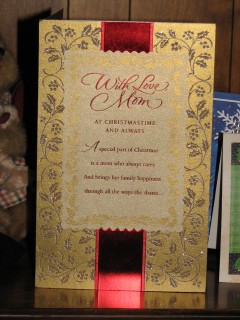 With Love
Mom
AT CHRISTMASTIME
AND ALWAYS
A special part of Christmas
is a mom who always cares
And brings her family happiness
through all the ways she shares...